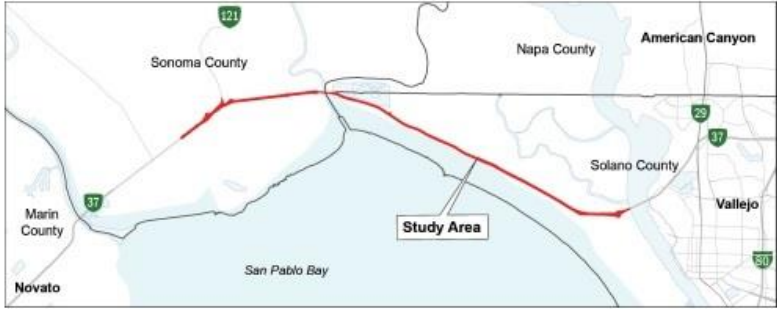 121
Sonoma County
Napa County
American Canyon
29
37
Solano County
37
Marin
County
Vallejo
Study Area
San Pablo Bay
80
Novato